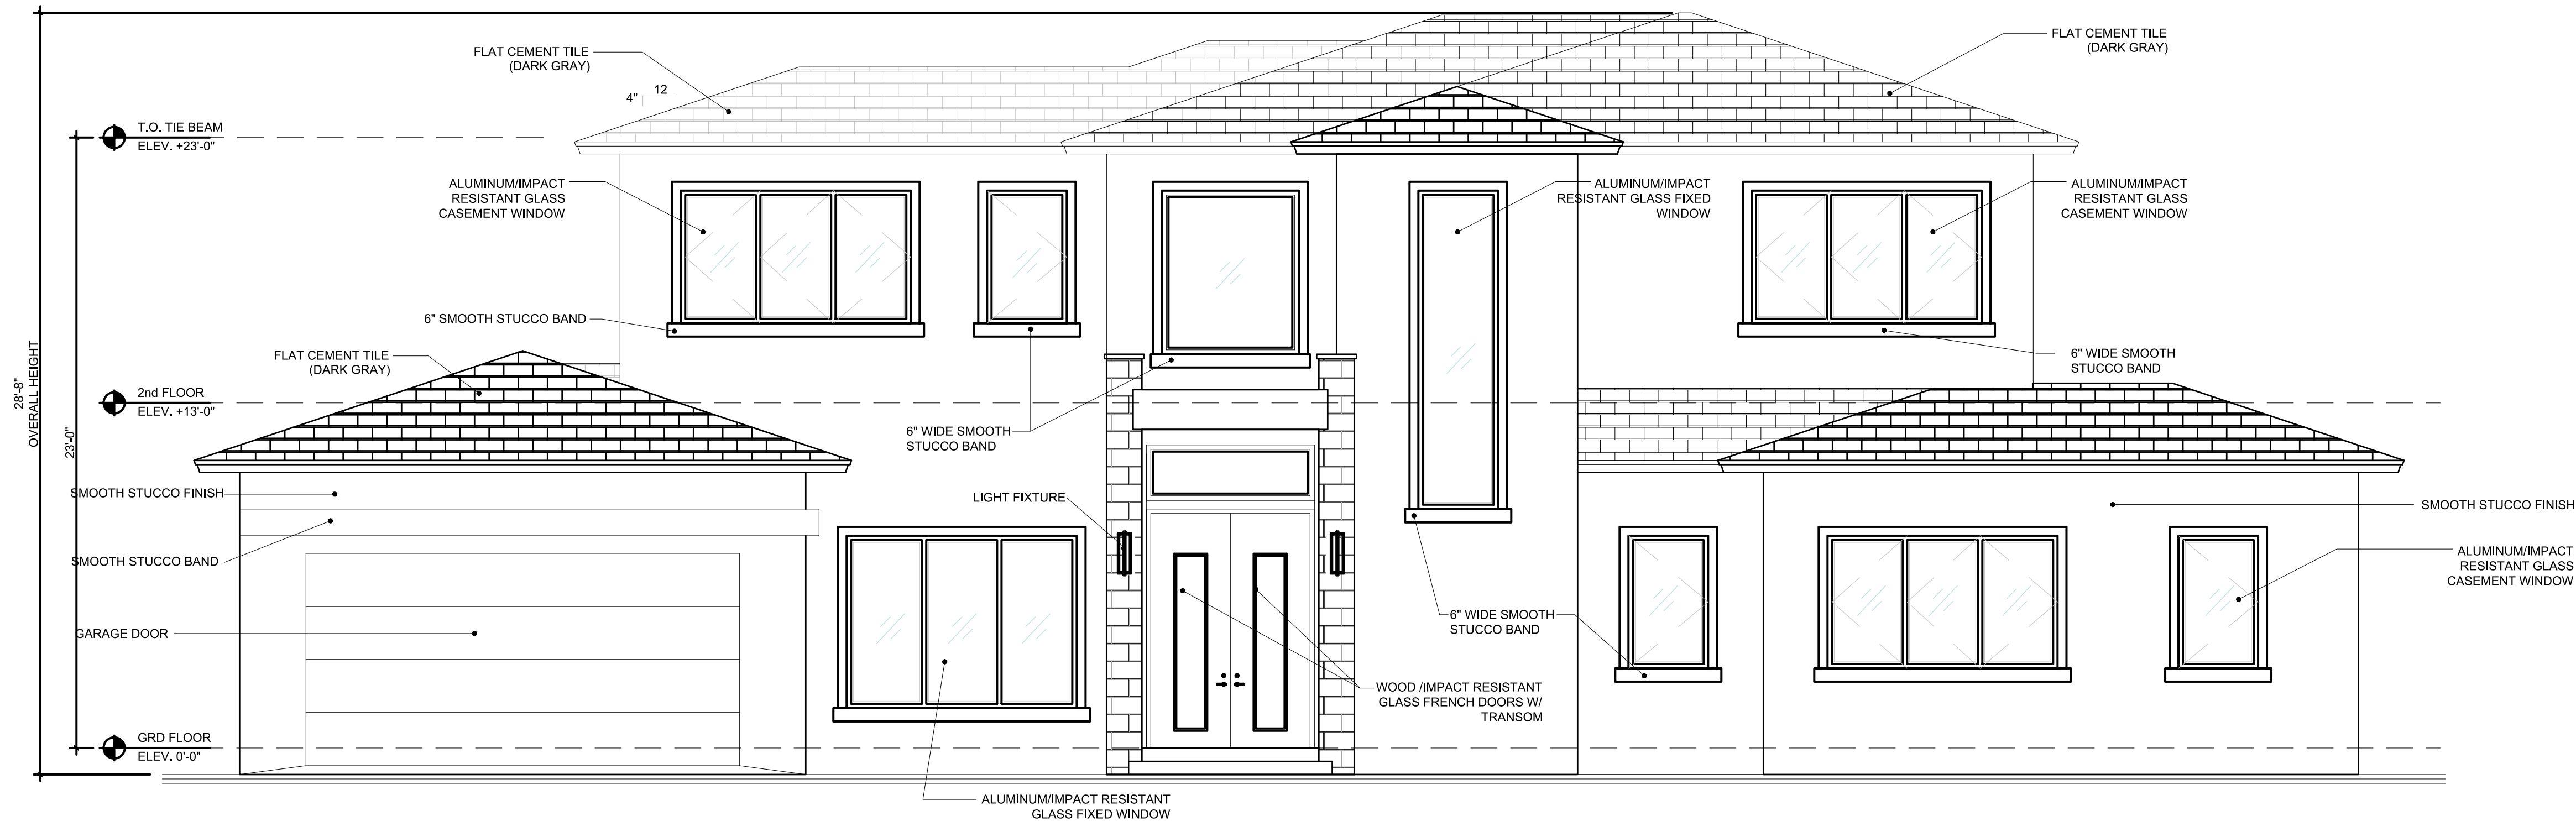 FLAT CEMENT TILE
(DARK GRAY)
FLAT CEMENT TILE
(DARK GRAY)
12
4"
T.O. TIE BEAM
ELEV. +23'-0"
ALUMINUM/IMPACT
RESISTANT GLASS
CASEMENT WINDOW
ALUMINUM/IMPACT
RESISTANT GLASS FIXED
WINDOW
ALUMINUM/IMPACT
RESISTANT GLASS
CASEMENT WINDOW
6" SMOOTH STUCCO BAND
FLAT CEMENT TILE
(DARK GRAY)
6" WIDE SMOOTH
STUCCO BAND
28'-8"
OVERALL HEIGHT
23'-0"
2nd FLOOR
ELEV. +13'-0"
6" WIDE SMOOTH
STUCCO BAND
SMOOTH STUCCO FINISH
LIGHT FIXTURE
SMOOTH STUCCO FINISH
SMOOTH STUCCO BAND
ALUMINUM/IMPACT
RESISTANT GLASS
CASEMENT WINDOW
6" WIDE SMOOTH
STUCCO BAND
GARAGE DOOR
WOOD /IMPACT RESISTANT
GLASS FRENCH DOORS W/
TRANSOM
GRD FLOOR
ELEV. 0'-0"
ALUMINUM/IMPACT RESISTANT
GLASS FIXED WINDOW